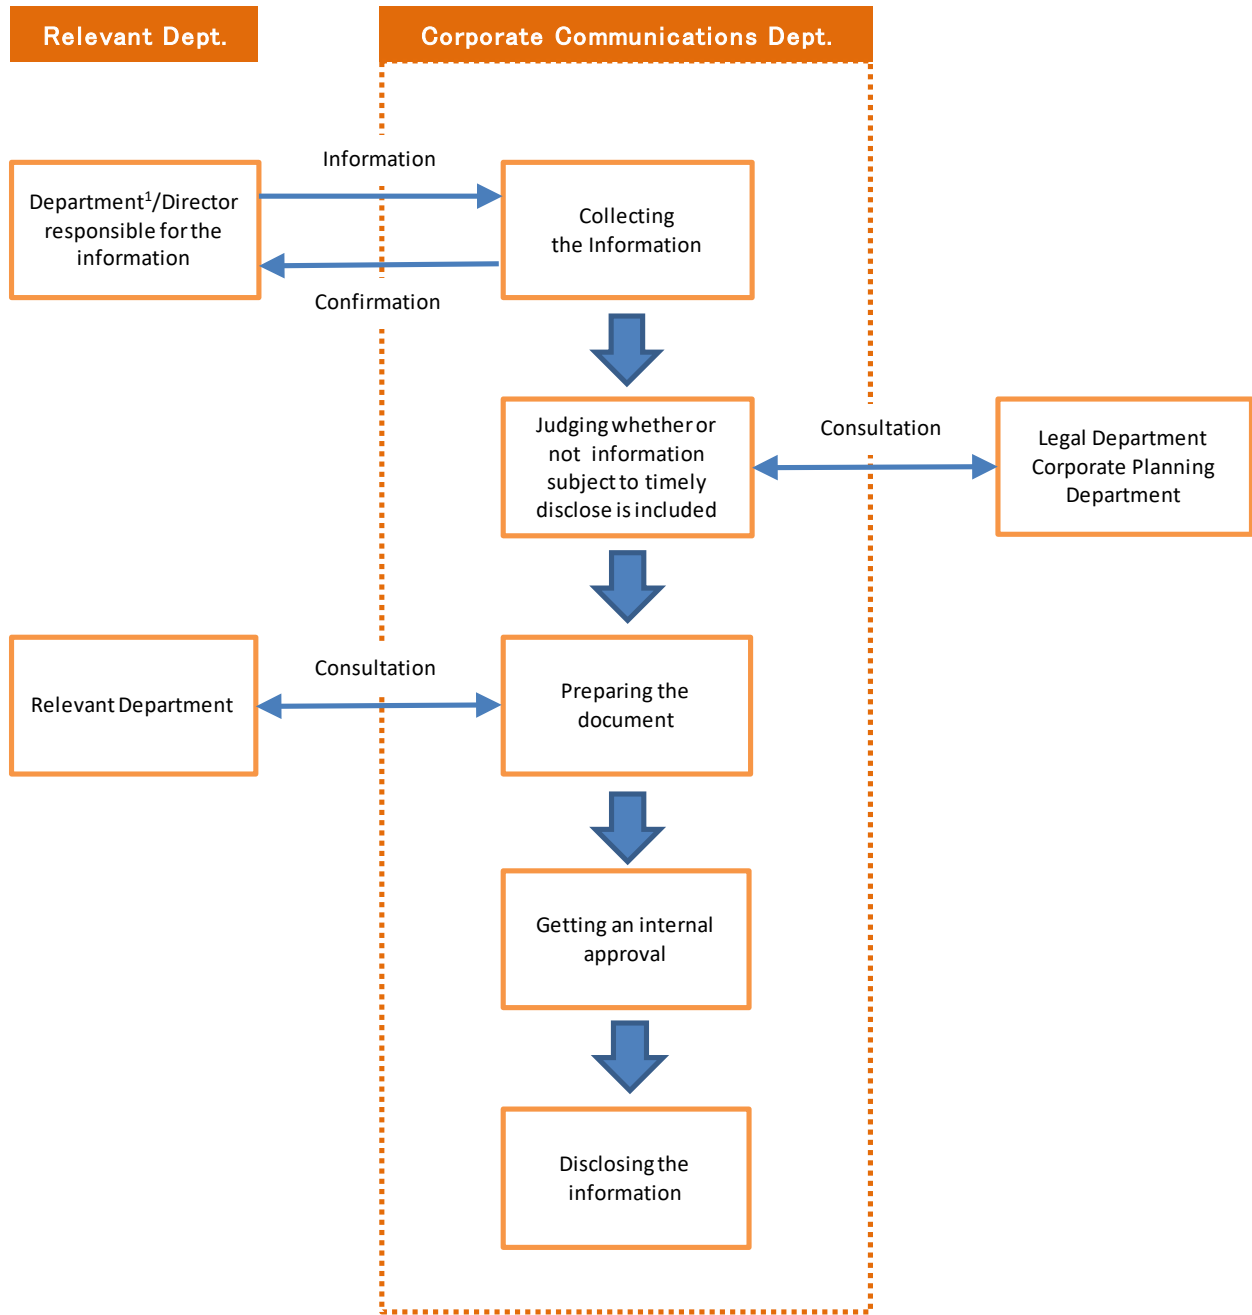 Relevant Dept.
Corporate Communications Dept.
Information
Department¹/Director
responsible for the
information
Collecting
the Information
Confirmation
Judging whether or
not information
subject to timely
disclose is included
Consultation
Legal Department
Corporate Planning
Department
Relevant Department
Consultation
Preparing the
document
Getting an internal
approval
Disclosing the
information